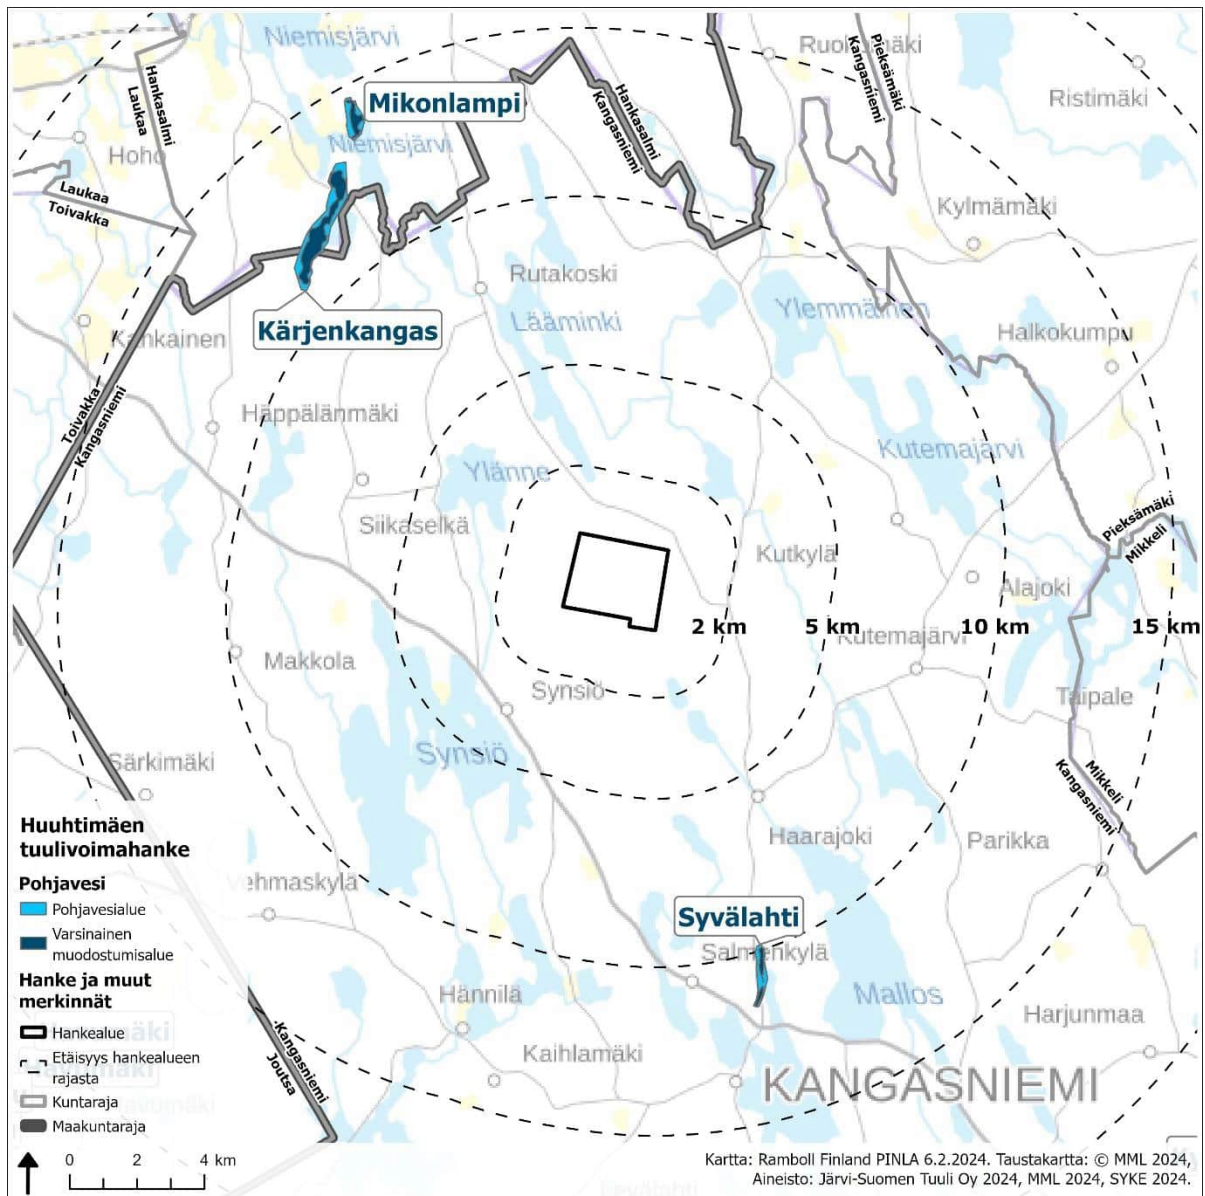 Niemisjärvi
Ruokomäki
Pieksämäki
Kangasniemi
Ristimäki
Hankasalmi
Laukaa
Mikonlampi
Hankasalmi
Kangasniemi
Hoho
Niemisjärvi
Laukaa
Toivakka
Kylmämäki
Rutakoski
Ylemmäinen
Lääminki
Kärjenkangas
Kankainen
Halkokumpu
Toivakka
Kangasniemi
Häppälänmäki
Kutemajärvi
Ylänne
Siikaselkä
Pieksämäki
Mikkeli
Kutkylä
Alajoki
2 km
5 km
10 km
15 km
Kutemajärvi
Makkola
Synsiö
Taipale
Synsiö
Särkimäki
Mikkeli
Kangasniemi
Haarajoki
Parikka
Vehmaskylä
Syvälahti
Salmenkylä
Hännilä
Mallos
Harjunmaa
Kangasniemi
Joutsa
Kaihlamäki
KANGASNIEMI
Huuhtimäen
tuulivoimahanke
Pohjavesi
Pohjavesialue
Varsinainen
muodostumisalue
Hanke ja muut
merkinnät
Hankealue
Etäisyys hankealueen
rajasta
Kuntaraja
Maakuntaraja
0 2 4 km
Kartta: Ramboll Finland PINLA 6.2.2024. Taustakartta: © MML 2024,
Aineisto: Järvi-Suomen Tuuli Oy 2024, MML 2024, SYKE 2024.